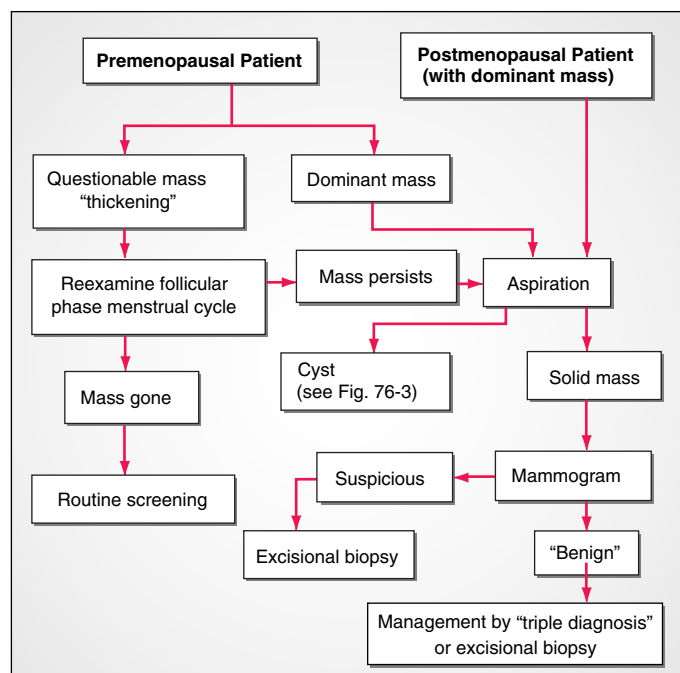 Premenopausal Patient
Postmenopausal Patient
(with dominant mass)
Questionable mass
“thickening”
Dominant mass
Reexamine follicular
phase menstrual cycle
Mass persists
Aspiration
Mass gone
Cyst
(see Fig. 76-3)
Solid mass
Routine screening
Suspicious
Mammogram
Excisional biopsy
“Benign”
Management by “triple diagnosis”
or excisional biopsy